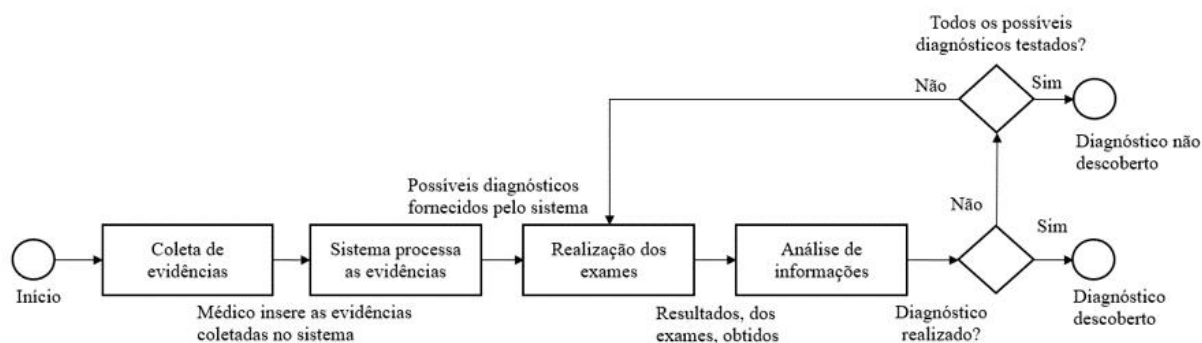 Todos os possíveis
diagnósticos testados?
Não
Sim
Diagnóstico não
descoberto
Possíveis diagnósticos
fornecidos pelo sistema
Não
Sim
Início
Coleta de
evidências
Sistema processa
as evidências
Realização dos
exames
Análise de
informações
Médico insere as evidências
coletadas no sistema
Resultados, dos
exames, obtidos
Diagnóstico
realizado?
Diagnóstico
descoberto